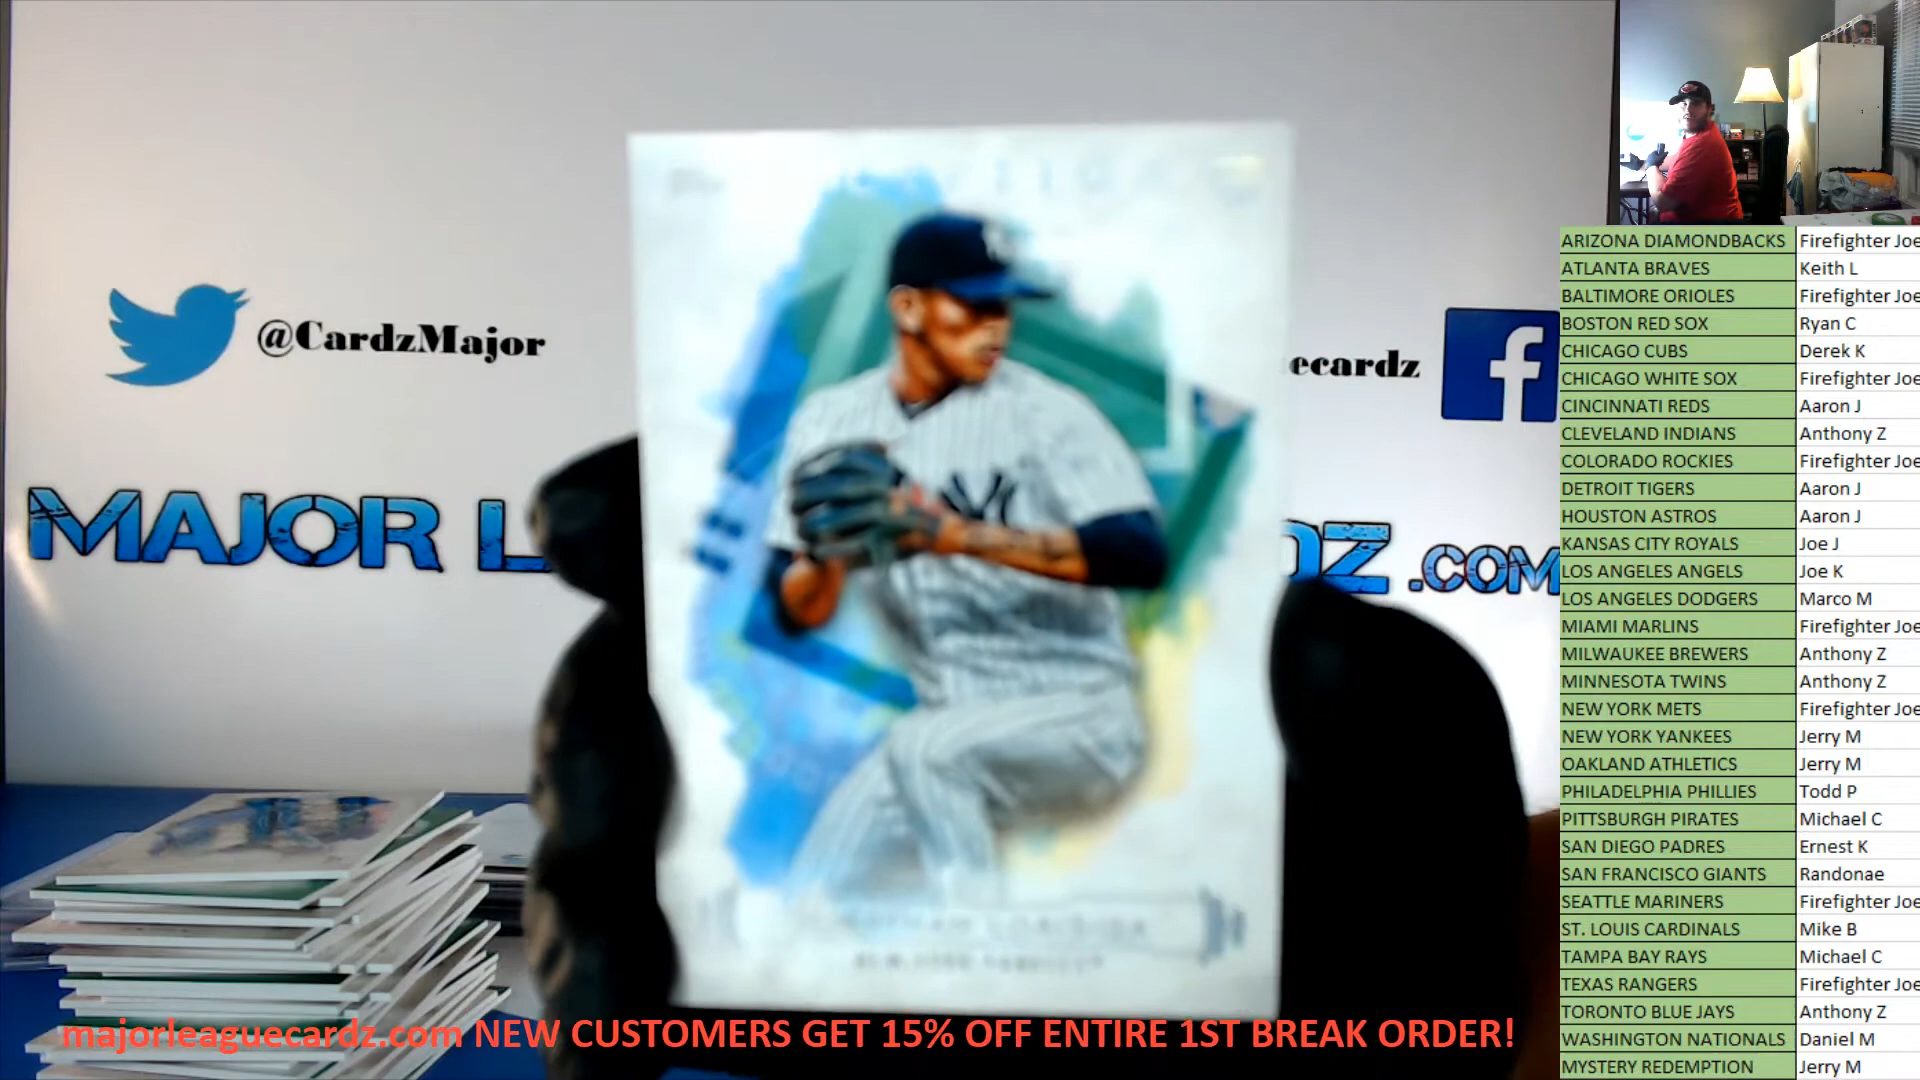 @CardzMajor
ecardz
MAJOR L
DZ .COM
NEW YORK YANKEES
majorleaguecardz.com NEW CUSTOMERS GET 15% OFF ENTIRE 1ST BREAK ORDER!
ARIZONA DIAMONDBACKS Firefighter Joe
ATLANTA BRAVES Keith L
BALTIMORE ORIOLES Firefighter Joe
BOSTON RED SOX Ryan C
CHICAGO CUBS Derek K
CHICAGO WHITE SOX Firefighter Joe
CINCINNATI REDS Aaron J
CLEVELAND INDIANS Anthony Z
COLORADO ROCKIES Firefighter Joe
DETROIT TIGERS Aaron J
HOUSTON ASTROS Aaron J
KANSAS CITY ROYALS Joe J
LOS ANGELES ANGELS Joe K
LOS ANGELES DODGERS Marco M
MIAMI MARLINS Firefighter Joe
MILWAUKEE BREWERS Anthony Z
MINNESOTA TWINS Anthony Z
NEW YORK METS Firefighter Joe
NEW YORK YANKEES Jerry M
OAKLAND ATHLETICS Jerry M
PHILADELPHIA PHILLIES Todd P
PITTSBURGH PIRATES Michael C
SAN DIEGO PADRES Ernest K
SAN FRANCISCO GIANTS Randonae
SEATTLE MARINERS Firefighter Joe
ST. LOUIS CARDINALS Mike B
TAMPA BAY RAYS Michael C
TEXAS RANGERS Firefighter Joe
TORONTO BLUE JAYS Anthony Z
WASHINGTON NATIONALS Daniel M
MYSTERY REDEMPTION Jerry M